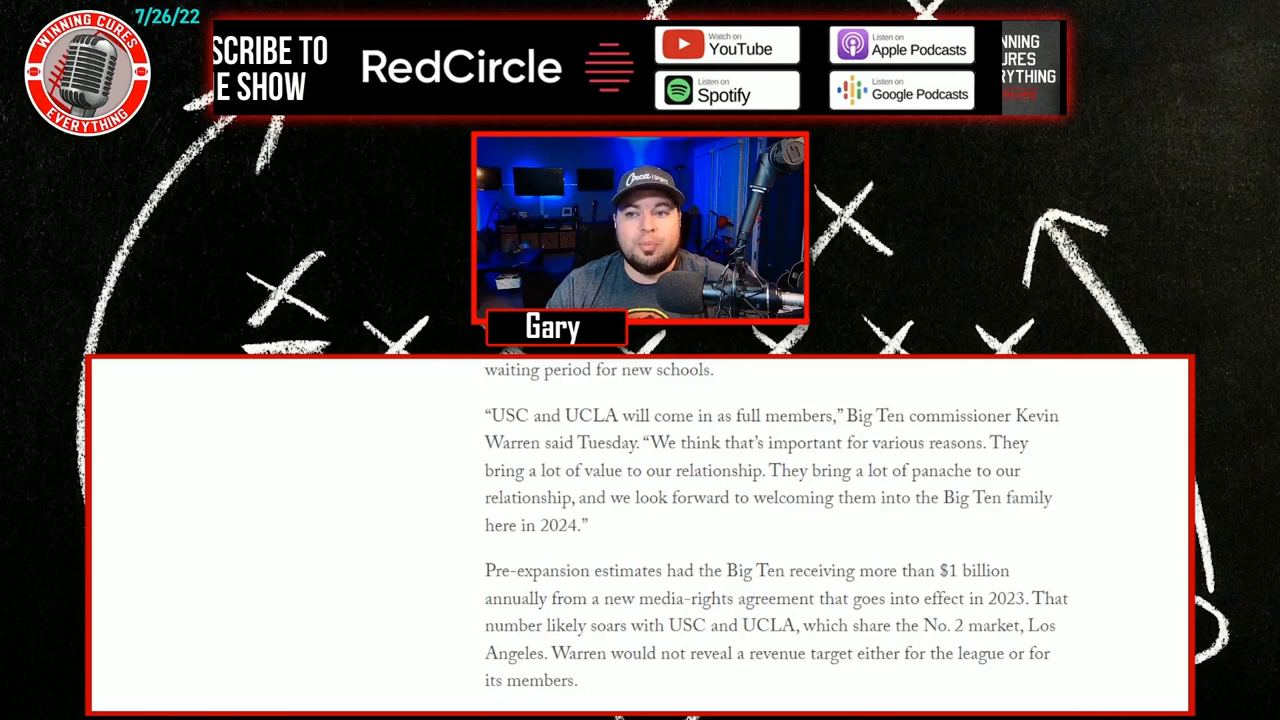 7/26/22
WINNING CURES
EVERYTHING
SCRIBE TO
E SHOW
RedCircle
Watch on
YouTube
Listen on
Spotify
Listen on
Apple Podcasts
Listen on
Google Podcasts
NNING
URES
RYTHING
Circa SPORTS
Gary
waiting period for new schools.
“USC and UCLA will come in as full members,” Big Ten commissioner Kevin
Warren said Tuesday. “We think that’s important for various reasons. They
bring a lot of value to our relationship. They bring a lot of panache to our
relationship, and we look forward to welcoming them into the Big Ten family
here in 2024.”
Pre-expansion estimates had the Big Ten receiving more than $1 billion
annually from a new media-rights agreement that goes into effect in 2023. That
number likely soars with USC and UCLA, which share the No. 2 market, Los
Angeles. Warren would not reveal a revenue target either for the league or for
its members.